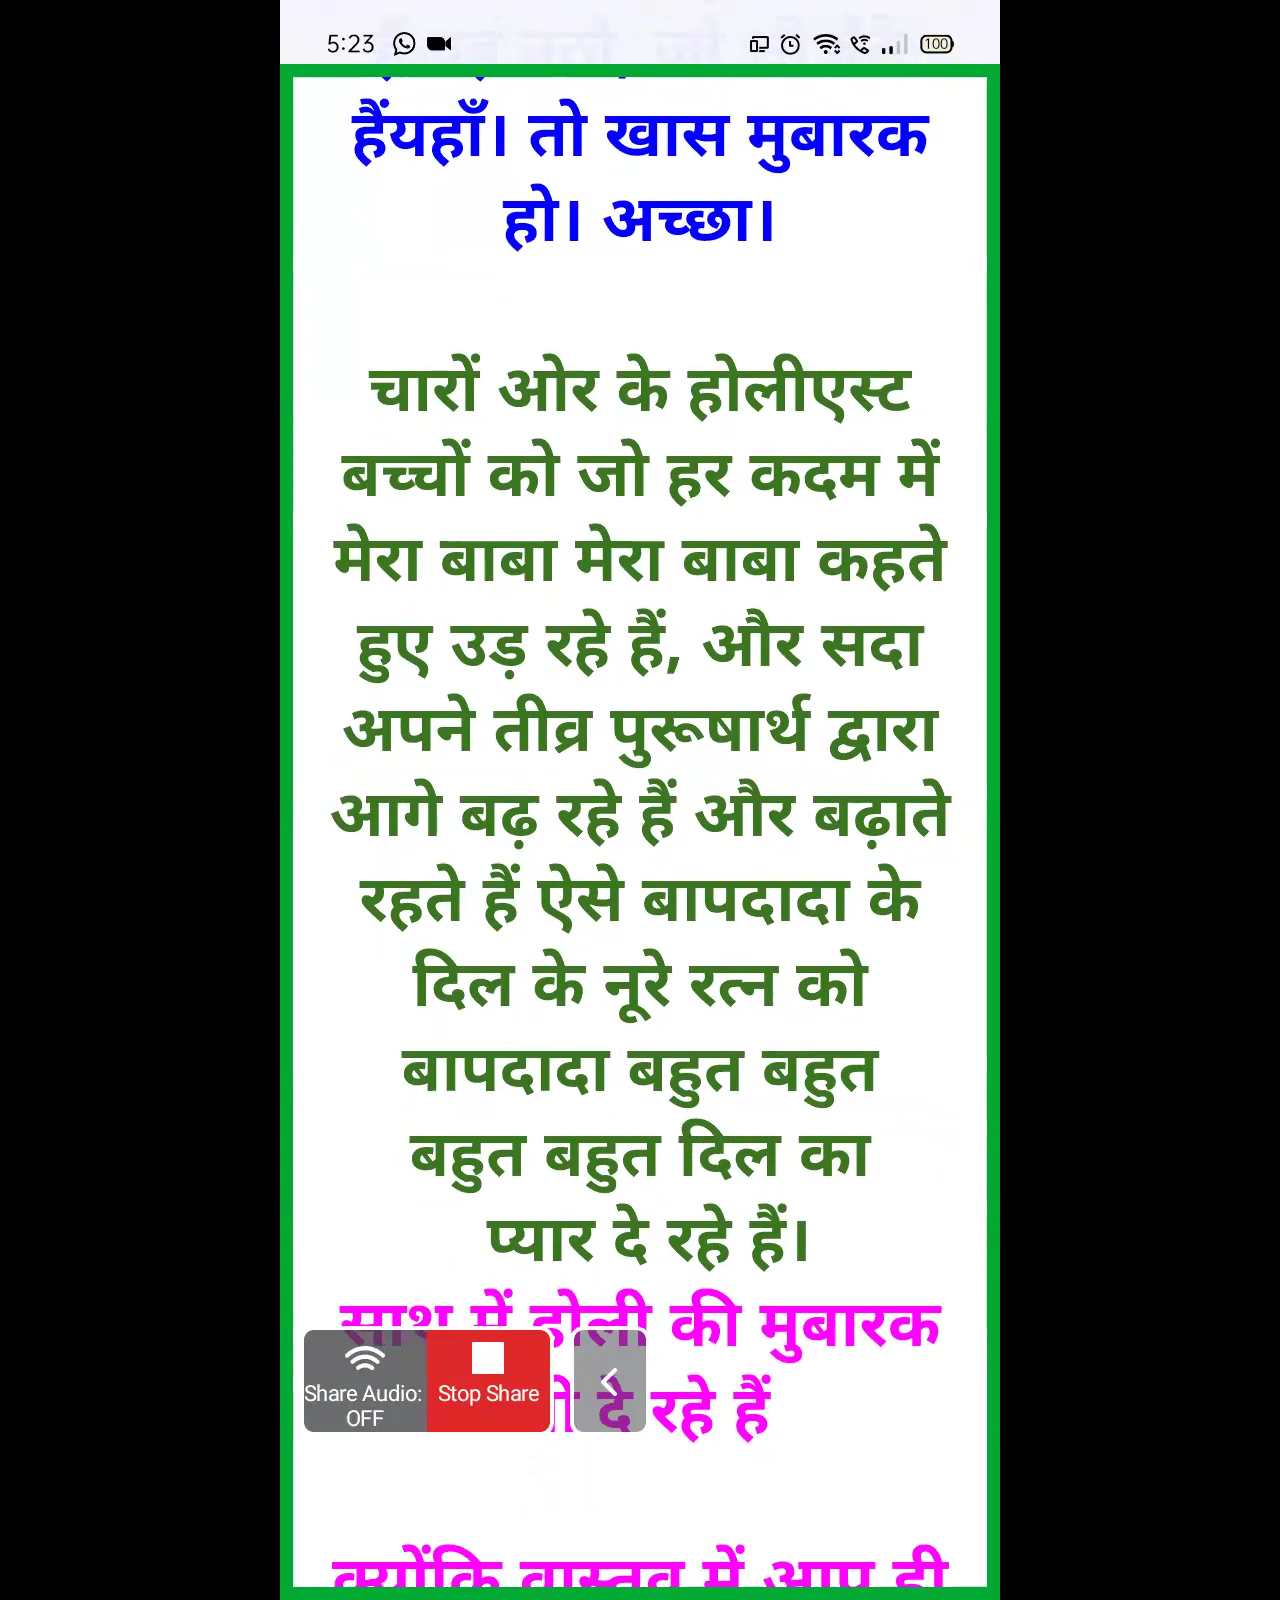 5:23
100
हैंयहाँ। तो खास मुबारक
हो। अच्छा।
चारों ओर के होलीएस्ट
बच्चों को जो हर कदम में
मेरा बाबा मेरा बाबा कहते
हुए उड़ रहे हैं, और सदा
अपने तीव्र पुरूषार्थ द्वारा
आगे बढ़ रहे हैं और बढ़ाते
रहते हैं ऐसे बापदादा के
दिल के नूरे रत्न को
बापदादा बहुत बहुत
बहुत बहुत दिल का
प्यार दे रहे हैं।
साथ में होली की मुबारक
दे रहे हैं
Share Audio: OFF
Stop Share
क्योंकि वास्तव में आप ही